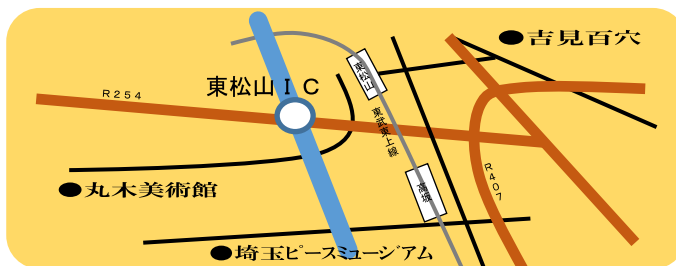 ●吉見百穴
東松山
東松山IC
R254
東武東上線
R407
高坂
●丸木美術館
●埼玉ピースミュージアム